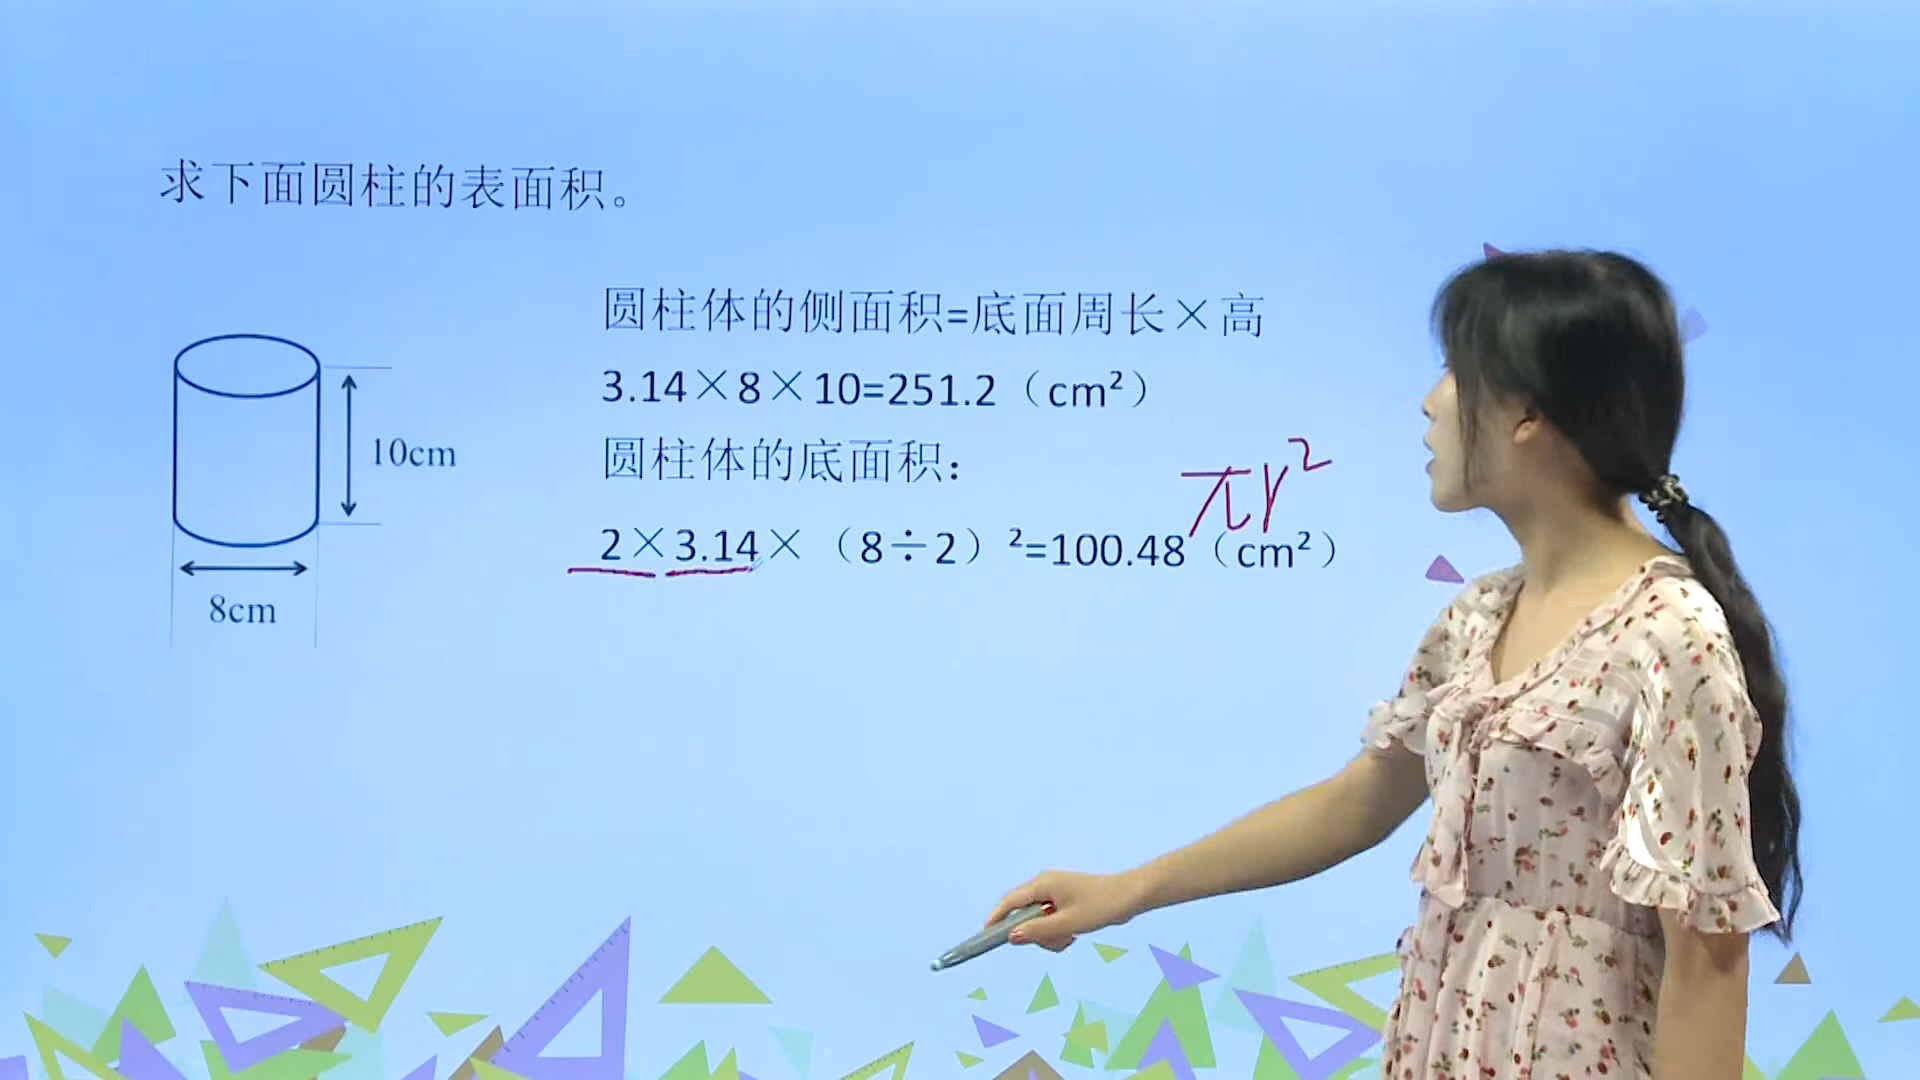 求下面圆柱的表面积。
圆柱体的侧面积=底面周长×高
3.14×8×10=251.2（cm²）
圆柱体的底面积：
πr²
2×3.14×（8÷2）²=100.48（cm²）
10cm
8cm